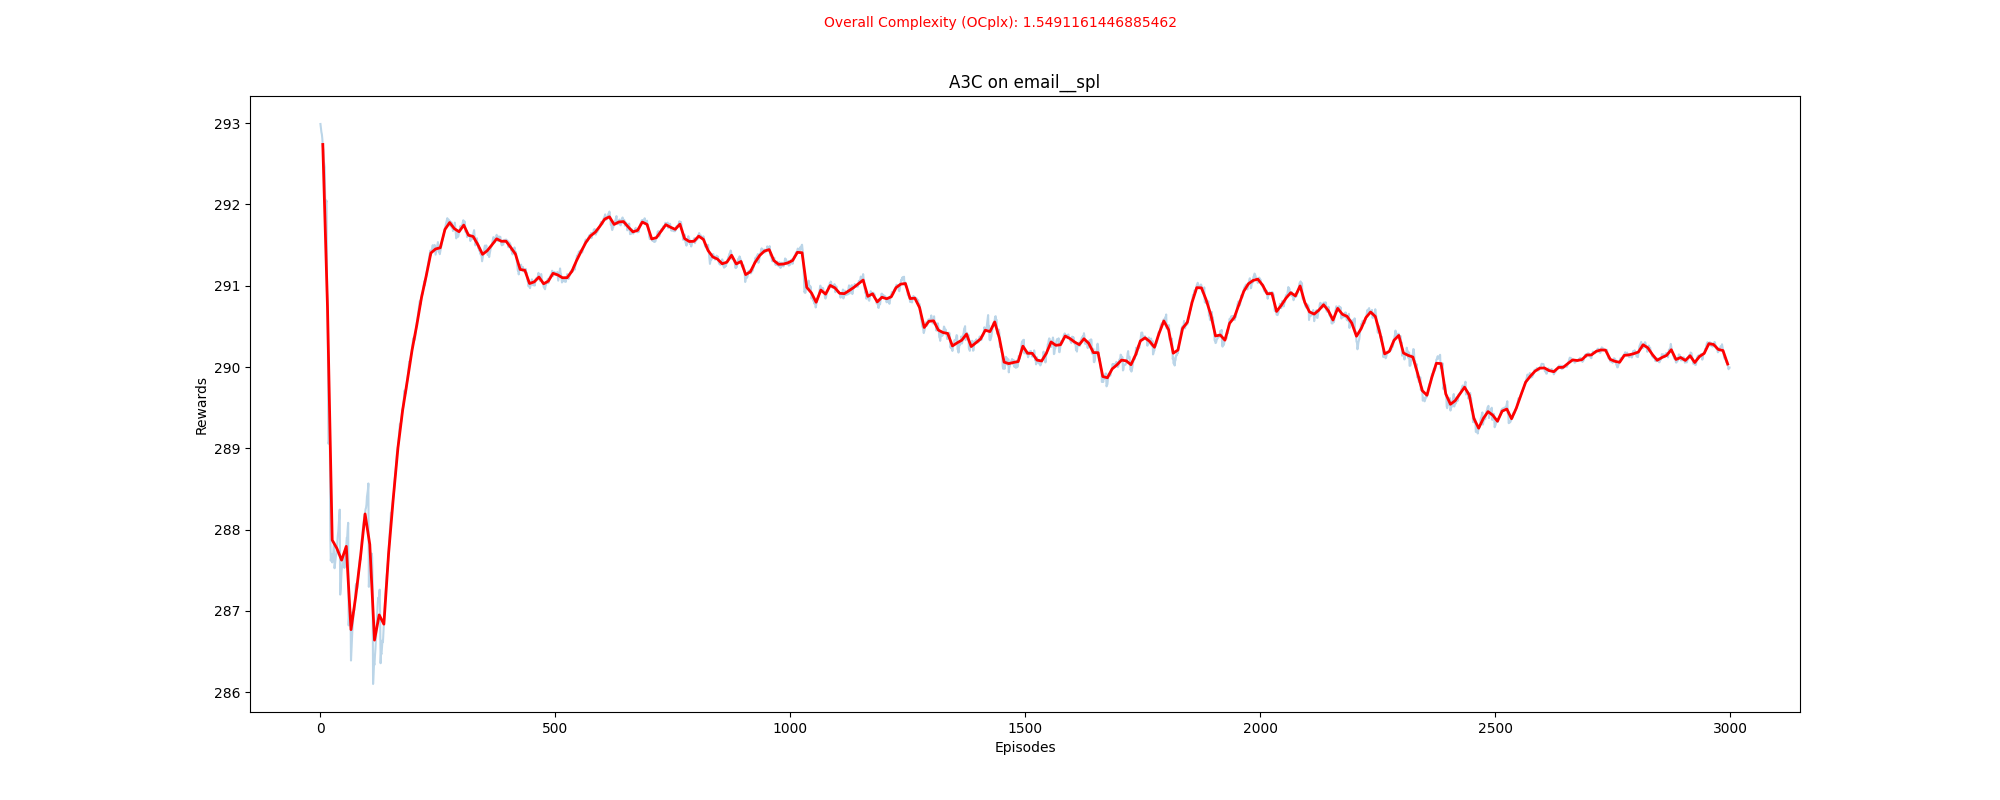 Overall Complexity (OCplx): 1.5491161446885462
A3C on email__spl
293
292
291
290
289
288
287
286
Rewards
0 500 1000 1500 2000 2500 3000
Episodes